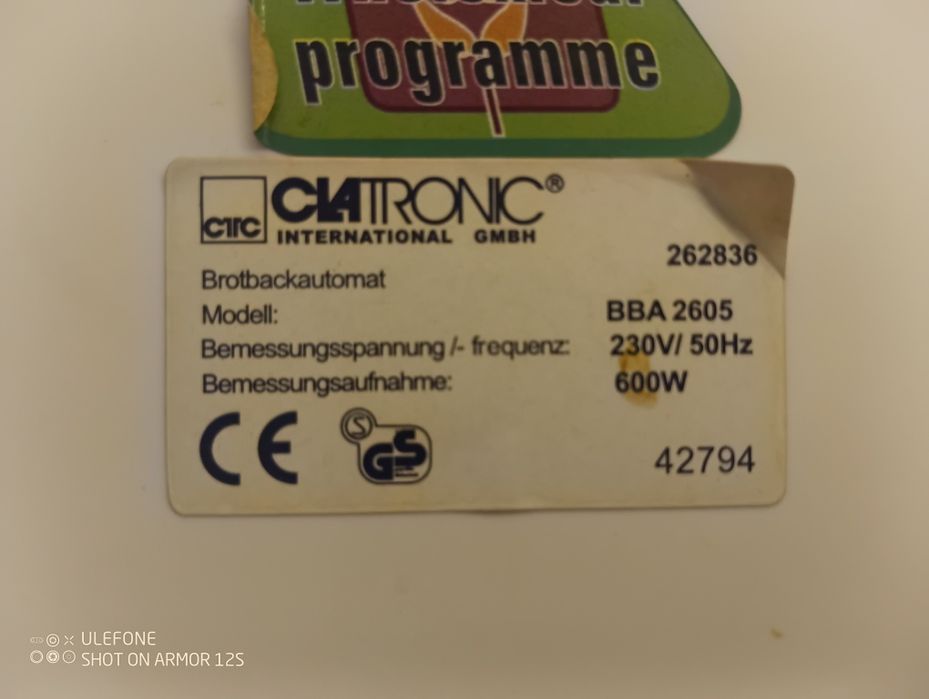 programme
CTC CLATRONIC®
INTERNATIONAL GMBH
262836
Brotbackautomat
Modell: BBA 2605
Bemessungsspannung /- frequenz: 230V/ 50Hz
Bemessungsaufnahme: 600W
CE S GS 42794
ULEFONE
SHOT ON ARMOR 12S